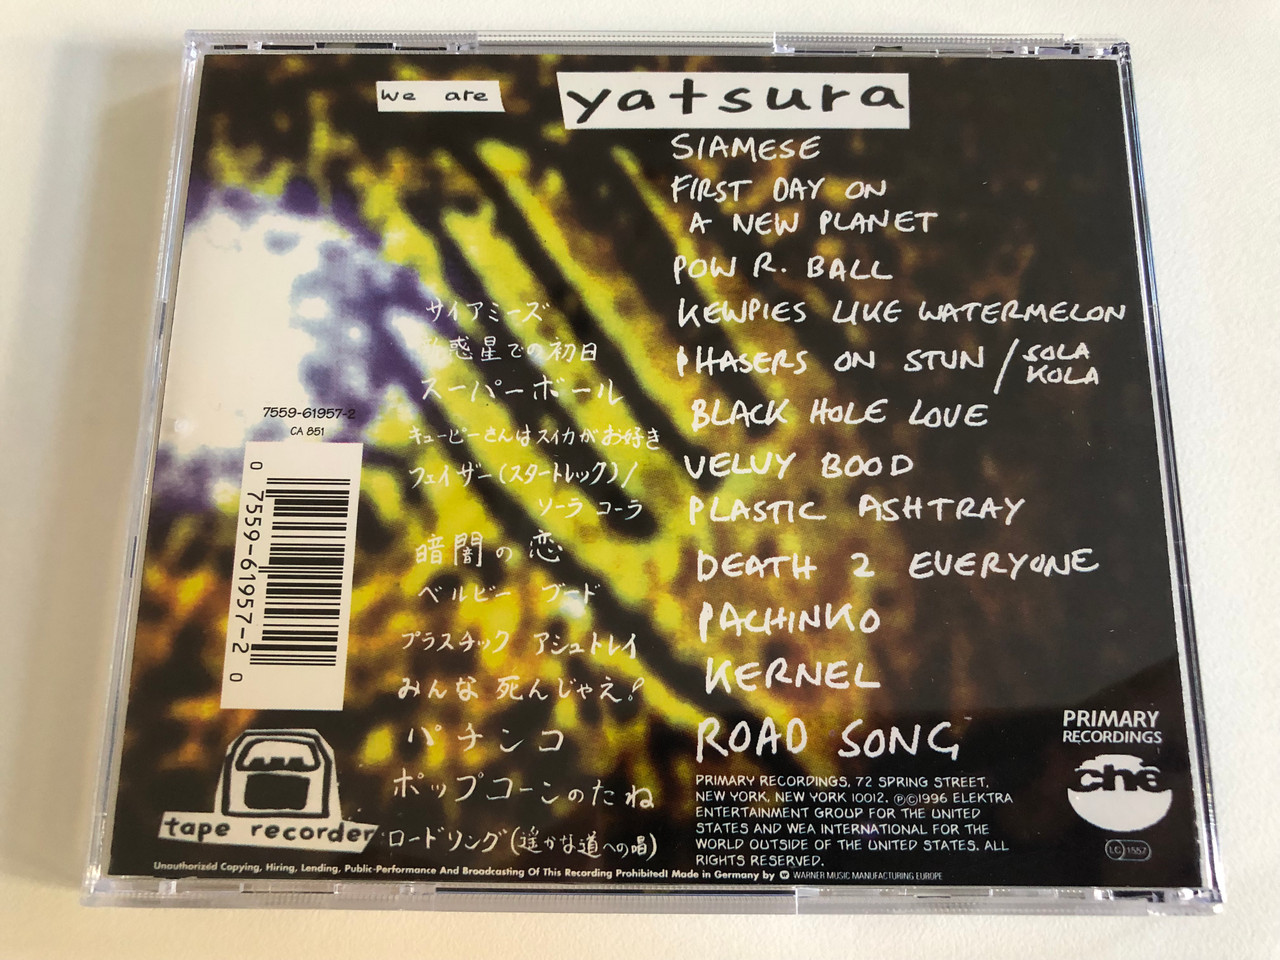 we are yatsura
SIAMESE
FIRST DAY ON
A NEW PLANET
POW R. BALL
KEWPIES LIKE WATERMELON
PHASERS ON STUN / SOLA
KOLA
BLACK HOLE LOVE
VELVY BOOD
PLASTIC ASHTRAY
DEATH 2 EVERYONE
PACHINKO
KERNEL
ROAD SONG
サイアミーズ
惑星での初日
スーパーボール
キューピーさんはスイカがお好き
フェイザー(スタートレック)/
ソーラ コーラ
暗闇の恋
ベルビー ブード
プラスチック アシュトレイ
みんな 死んじゃえ!
パチンコ
ポップコーンのたね
ロードソング(遥かな道への唱)
7559-61957-2
CA 851
0 7559-61957-2 0
tape recorder
PRIMARY
RECORDINGS
ché
LC 1557
PRIMARY RECORDINGS, 72 SPRING STREET,
NEW YORK, NEW YORK 10012. ℗©1996 ELEKTRA
ENTERTAINMENT GROUP FOR THE UNITED
STATES AND WEA INTERNATIONAL FOR THE
WORLD OUTSIDE OF THE UNITED STATES. ALL
RIGHTS RESERVED.
Unauthorized Copying, Hiring, Lending, Public-Performance And Broadcasting Of This Recording Prohibited! Made in Germany by WARNER MUSIC MANUFACTURING EUROPE